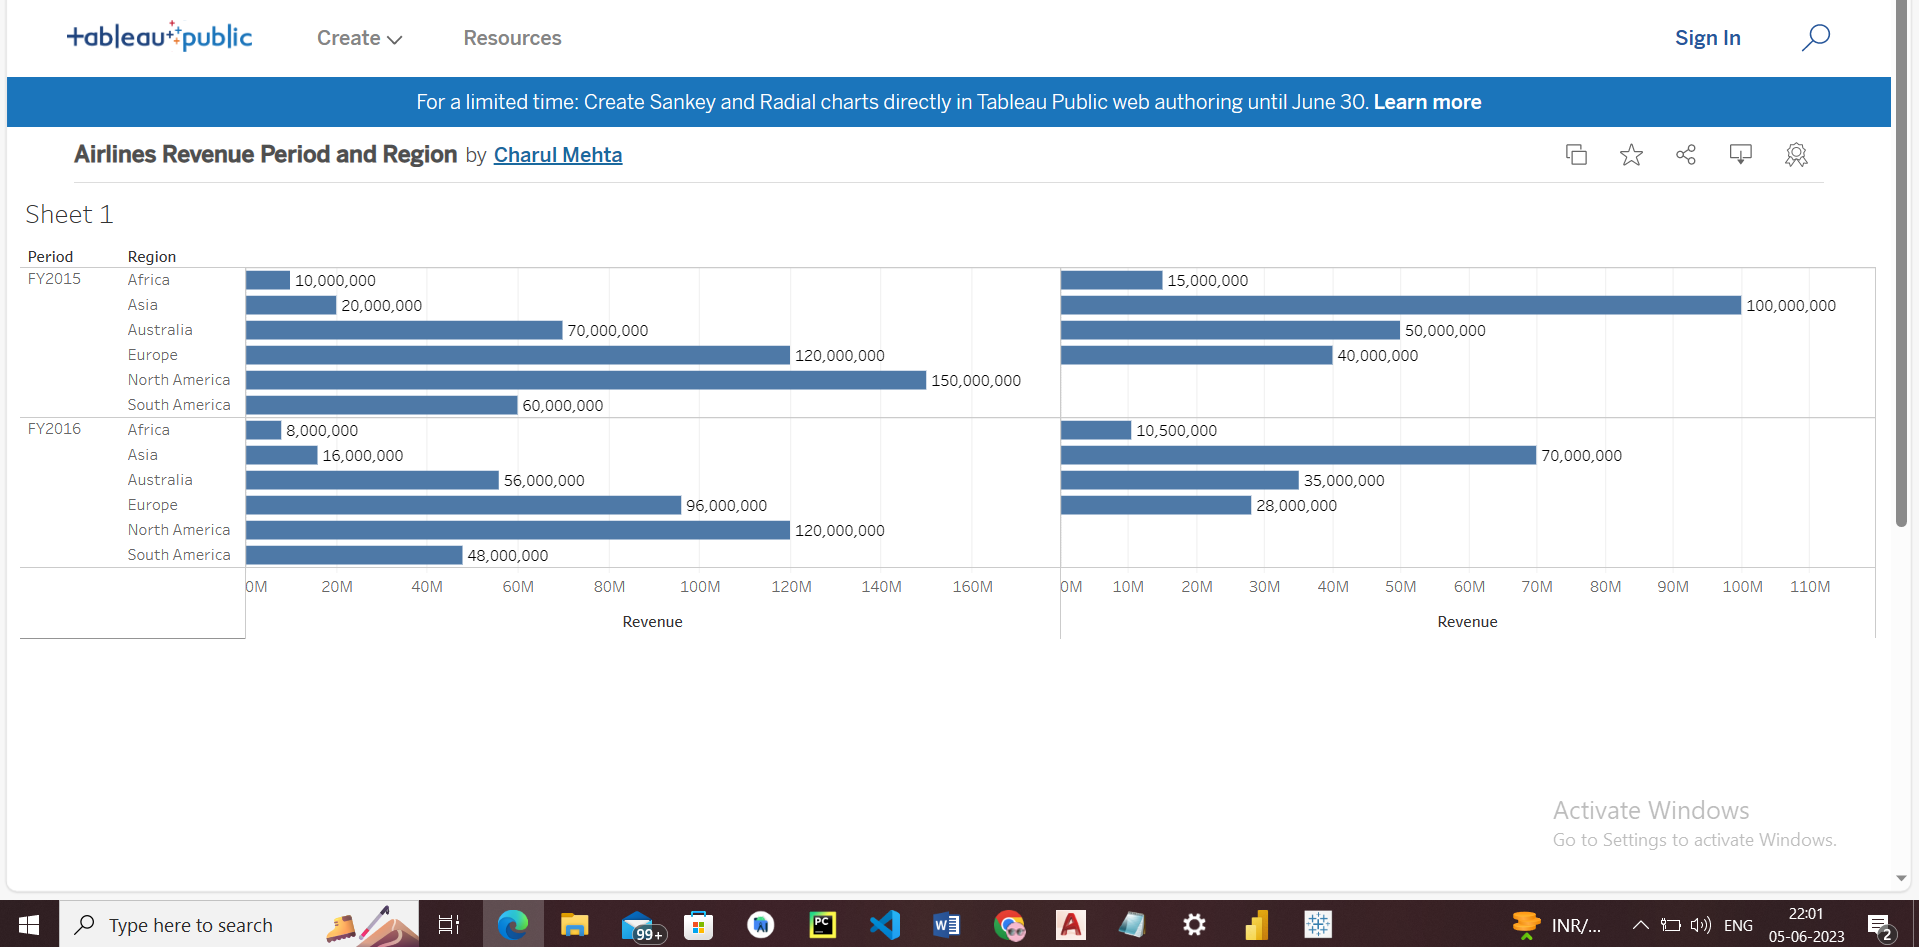 tableau public Create Resources Sign In
For a limited time: Create Sankey and Radial charts directly in Tableau Public web authoring until June 30. Learn more
Airlines Revenue Period and Region by Charul Mehta
Sheet 1
Period Region
FY2015 Africa 10,000,000 15,000,000
Asia 20,000,000 100,000,000
Australia 70,000,000 50,000,000
Europe 120,000,000 40,000,000
North America 150,000,000
South America 60,000,000
FY2016 Africa 8,000,000 10,500,000
Asia 16,000,000 70,000,000
Australia 56,000,000 35,000,000
Europe 96,000,000 28,000,000
North America 120,000,000
South America 48,000,000
0M 20M 40M 60M 80M 100M 120M 140M 160M 0M 10M 20M 30M 40M 50M 60M 70M 80M 90M 100M 110M
Revenue Revenue
Activate Windows
Go to Settings to activate Windows.
Type here to search 99+ PC W A INR/... ENG 22:01
05-06-2023 2